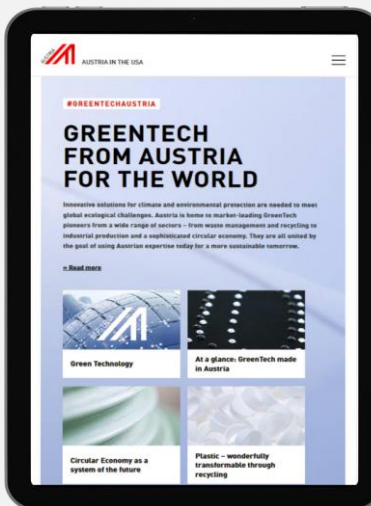 AUSTRIA
AUSTRIA IN THE USA
#GREENTECHAUSTRIA
GREENTECH
FROM AUSTRIA
FOR THE WORLD
Innovative solutions for climate and environmental protection are needed to meet
global ecological challenges. Austria is home to market-leading GreenTech
pioneers from a wide range of sectors – from waste management and recycling to
industrial production and a sophisticated circular economy. They are all united by
the goal of using Austrian expertise today for a more sustainable tomorrow.
» Read more
Green Technology
At a glance: GreenTech made
in Austria
Circular Economy as a
system of the future
Plastic – wonderfully
transformable through
recycling